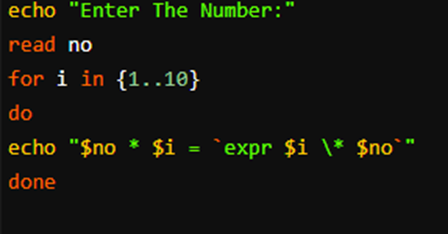 echo "Enter The Number:"
read no
for i in {1..10}
do
echo "$no * $i = `expr $i \* $no`"
done